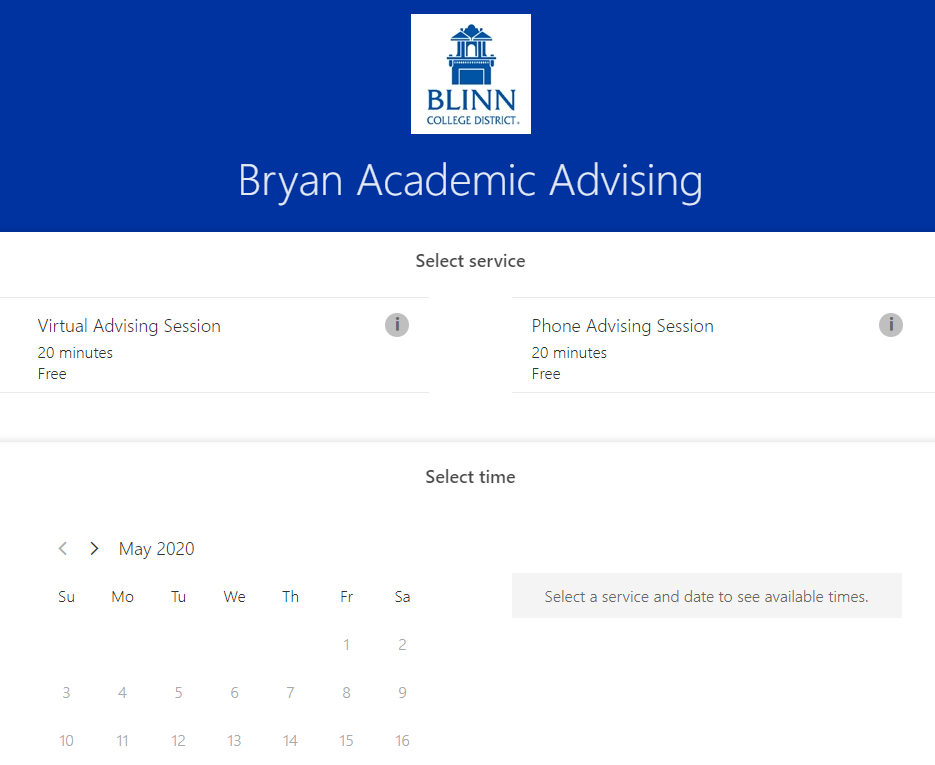 BLINN
COLLEGE DISTRICT®
Bryan Academic Advising
Select service
Virtual Advising Session
i
20 minutes
Free
Phone Advising Session
i
20 minutes
Free
Select time
May 2020
Su Mo Tu We Th Fr Sa
1 2
3 4 5 6 7 8 9
10 11 12 13 14 15 16
Select a service and date to see available times.